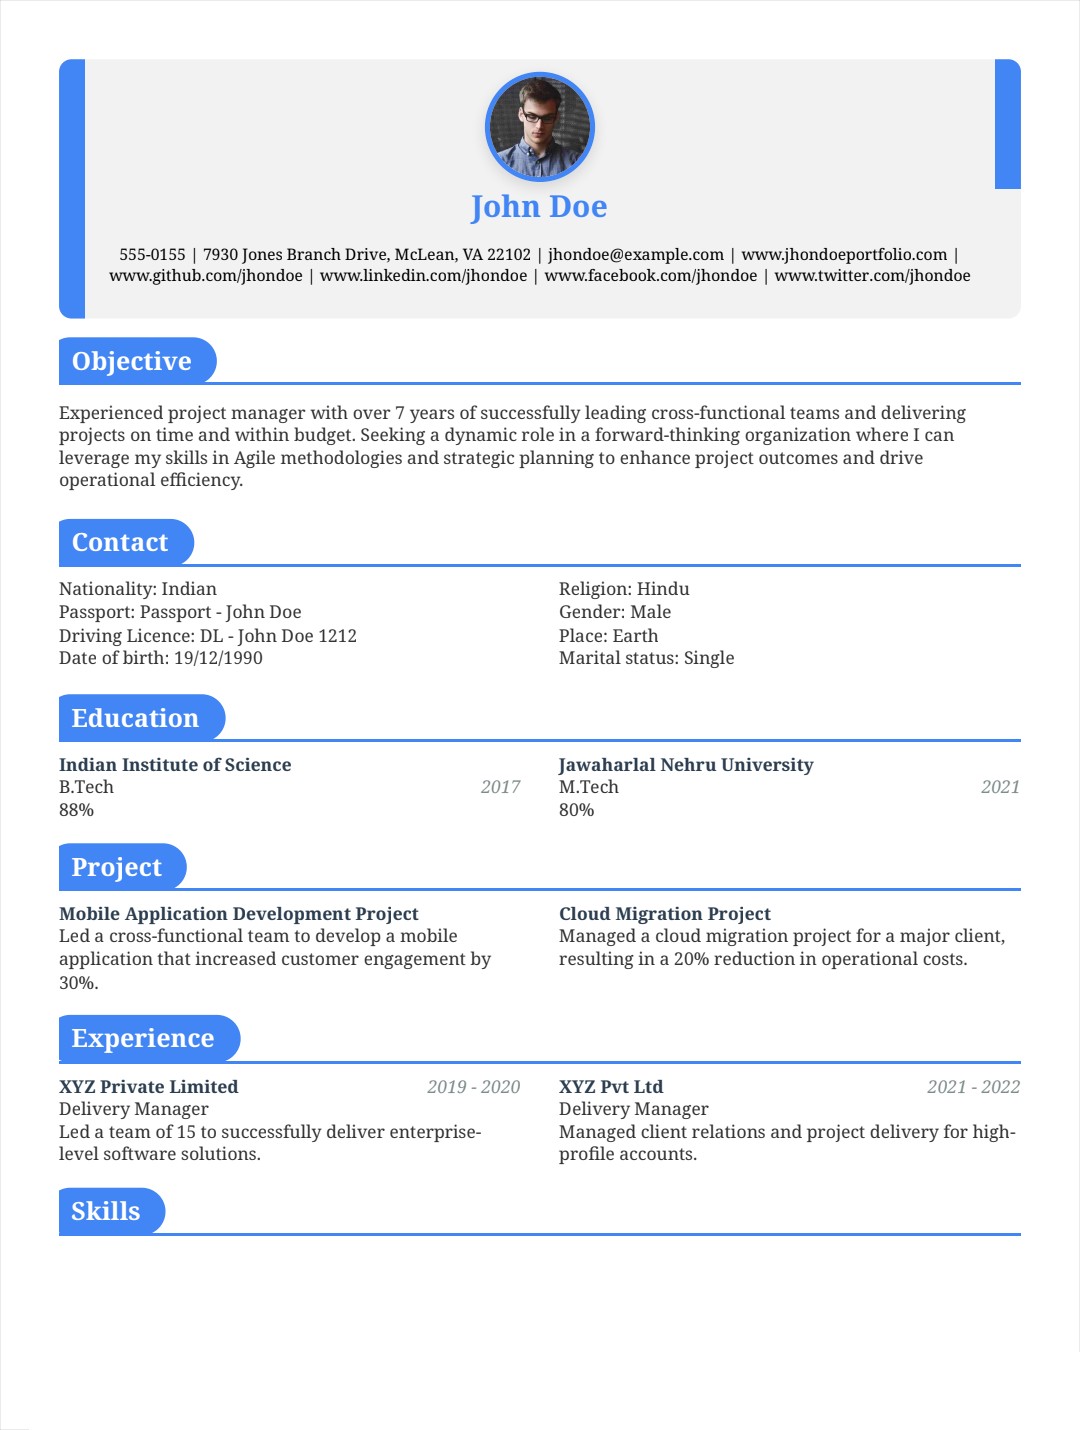 John Doe
555-0155 | 7930 Jones Branch Drive, McLean, VA 22102 | jhondoe@example.com | www.jhondoeportfolio.com |
www.github.com/jhondoe | www.linkedin.com/jhondoe | www.facebook.com/jhondoe | www.twitter.com/jhondoe
Objective
Experienced project manager with over 7 years of successfully leading cross-functional teams and delivering
projects on time and within budget. Seeking a dynamic role in a forward-thinking organization where I can
leverage my skills in Agile methodologies and strategic planning to enhance project outcomes and drive
operational efficiency.
Contact
Nationality: Indian
Passport: Passport - John Doe
Driving Licence: DL - John Doe 1212
Date of birth: 19/12/1990
Religion: Hindu
Gender: Male
Place: Earth
Marital status: Single
Education
Indian Institute of Science
B.Tech 2017
88%
Jawaharlal Nehru University
M.Tech 2021
80%
Project
Mobile Application Development Project
Led a cross-functional team to develop a mobile
application that increased customer engagement by
30%.
Cloud Migration Project
Managed a cloud migration project for a major client,
resulting in a 20% reduction in operational costs.
Experience
XYZ Private Limited 2019 - 2020
Delivery Manager
Led a team of 15 to successfully deliver enterprise-
level software solutions.
XYZ Pvt Ltd 2021 - 2022
Delivery Manager
Managed client relations and project delivery for high-
profile accounts.
Skills